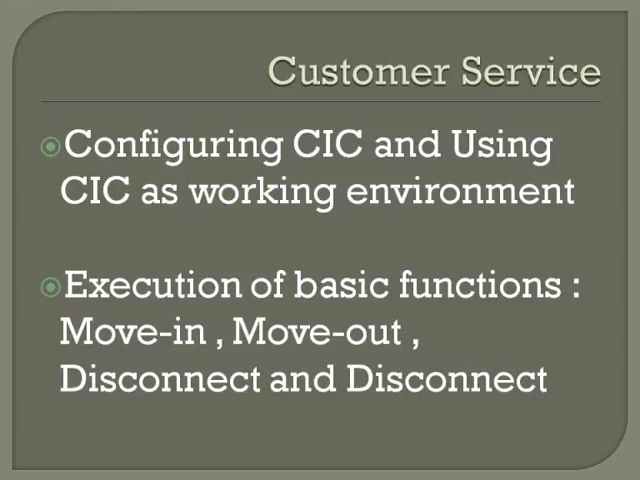 Customer Service
Configuring CIC and Using
CIC as working environment
Execution of basic functions :
Move-in , Move-out ,
Disconnect and Disconnect